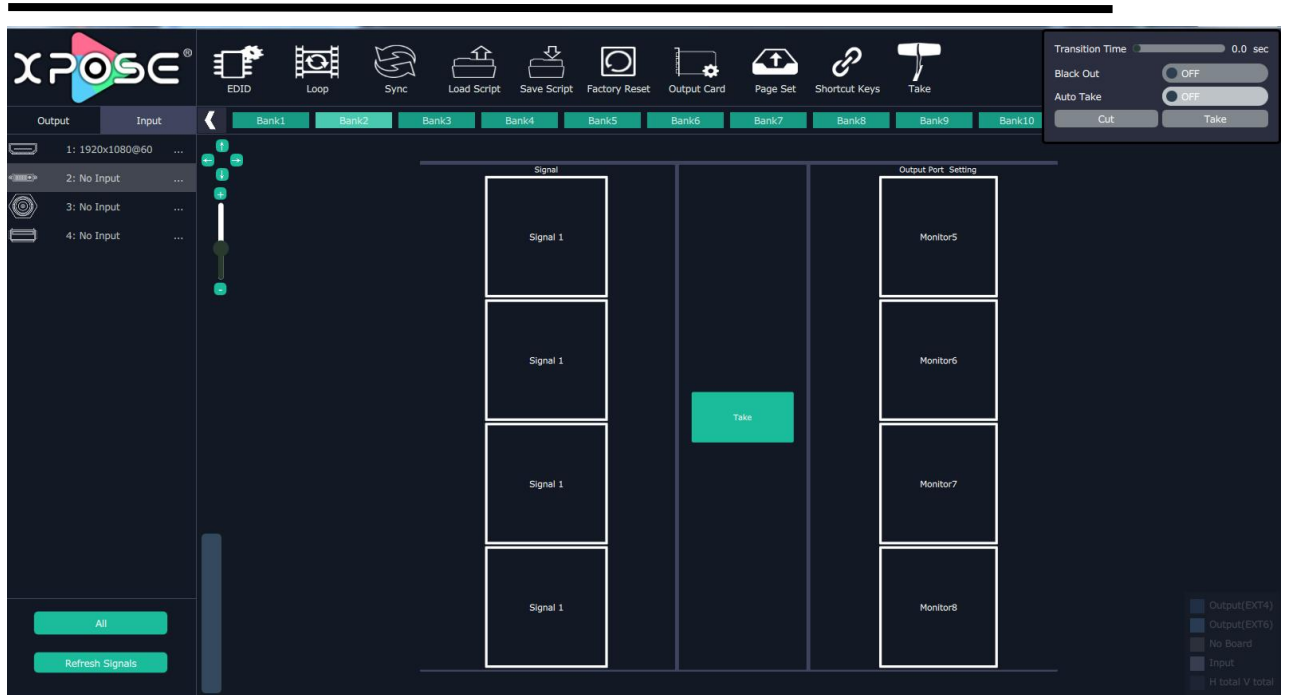 XPOSE®
EDID
Loop
Sync
Load Script
Save Script
Factory Reset
Output Card
Page Set
Shortcut Keys
Take
Transition Time 0.0 sec
Black Out OFF
Auto Take OFF
Cut Take
Output Input
Bank1 Bank2 Bank3 Bank4 Bank5 Bank6 Bank7 Bank8 Bank9 Bank10
1: 1920x1080@60 ...
2: No Input ...
3: No Input ...
4: No Input ...
Signal
Output Port Setting
Signal 1
Monitor5
Signal 1
Monitor6
Take
Signal 1
Monitor7
Signal 1
Monitor8
All
Refresh Signals
Output(EXT4)
Output(EXT6)
No Board
Input
H total V total